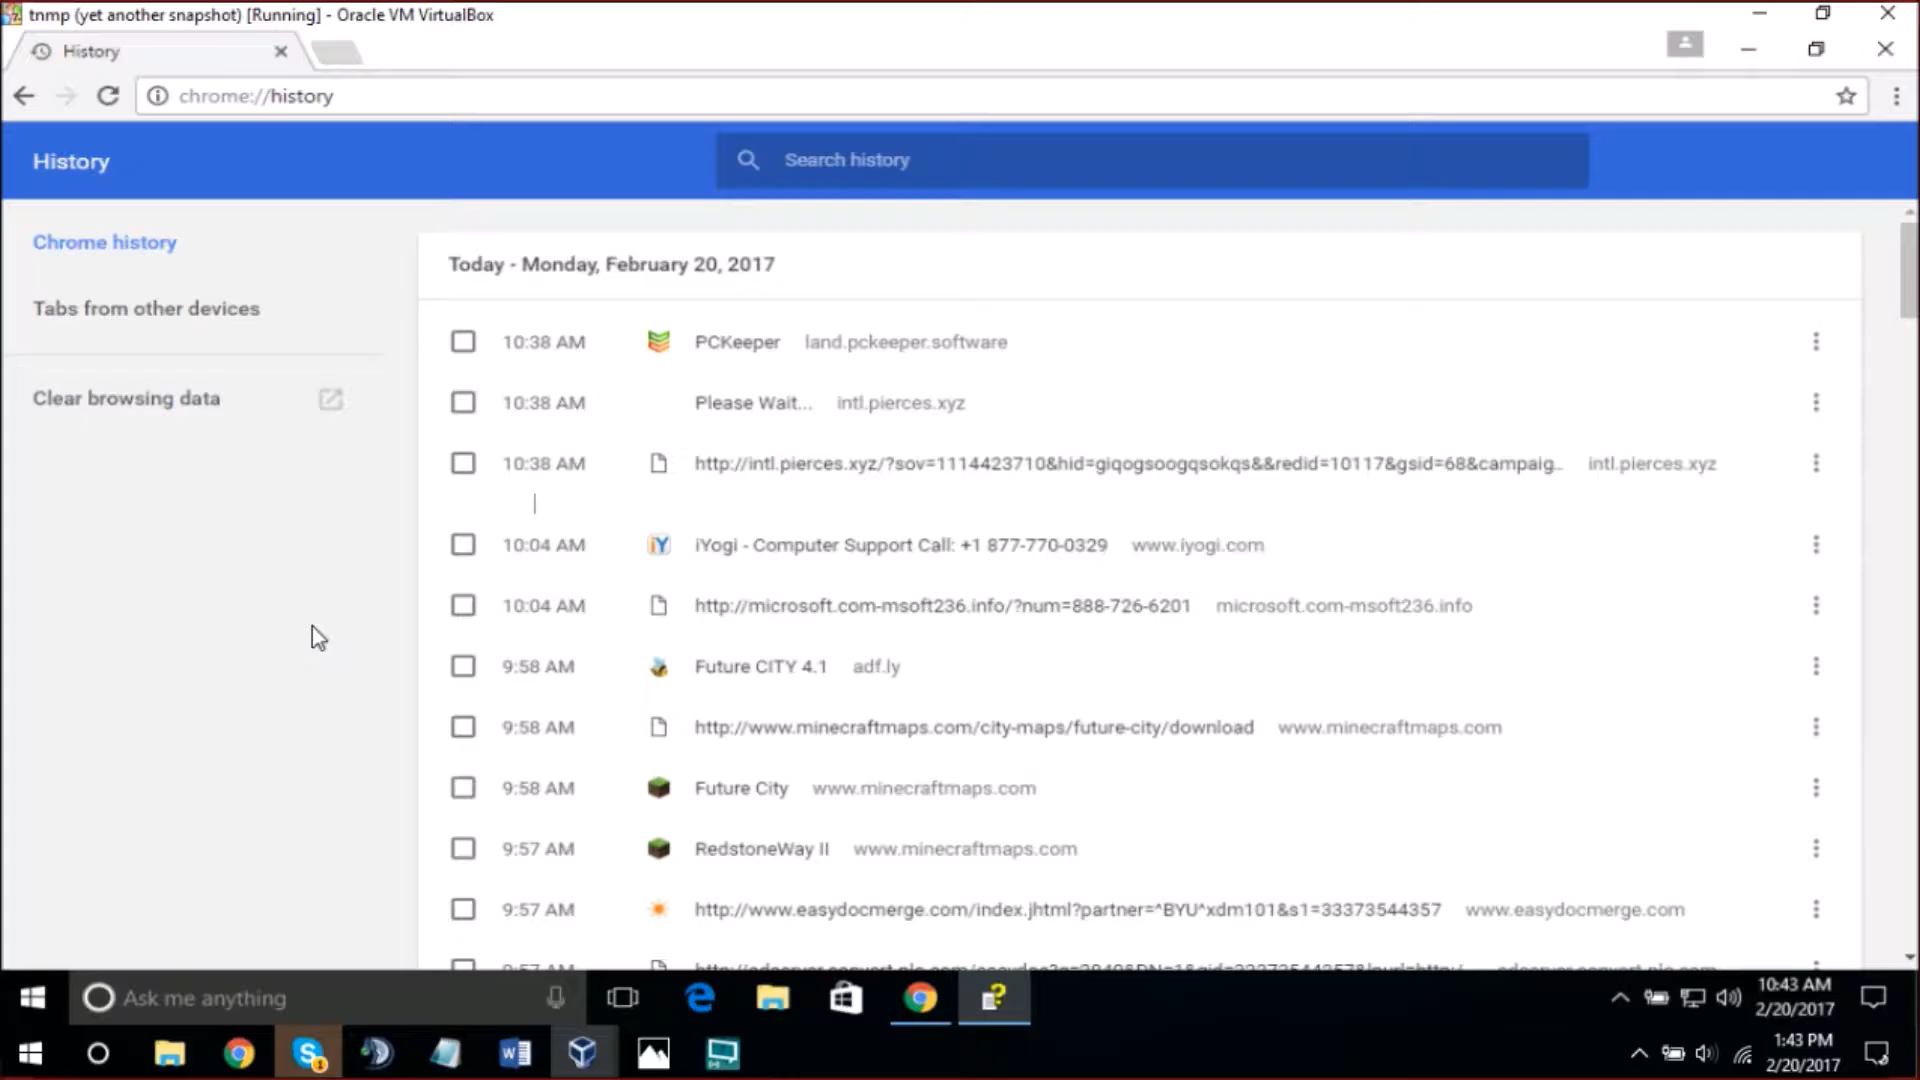 tnmp (yet another snapshot) [Running] - Oracle VM VirtualBox
History
chrome://history
History
Search history
Chrome history
Today - Monday, February 20, 2017
Tabs from other devices
10:38 AM PCKeeper land.pckeeper.software
Clear browsing data
10:38 AM Please Wait... intl.pierces.xyz
10:38 AM http://intl.pierces.xyz/?sov=1114423710&hid=giqogsoogqsokqs&&redid=10117&gsid=68&campaig... intl.pierces.xyz
10:04 AM iYogi - Computer Support Call: +1 877-770-0329 www.iyogi.com
10:04 AM http://microsoft.com-msoft236.info/?num=888-726-6201 microsoft.com-msoft236.info
9:58 AM Future CITY 4.1 adf.ly
9:58 AM http://www.minecraftmaps.com/city-maps/future-city/download www.minecraftmaps.com
9:58 AM Future City www.minecraftmaps.com
9:57 AM RedstoneWay II www.minecraftmaps.com
9:57 AM http://www.easydocmerge.com/index.jhtml?partner=^BYU^xdm101&s1=33373544357 www.easydocmerge.com
9:57 AM
Ask me anything
10:43 AM
2/20/2017
1:43 PM
2/20/2017